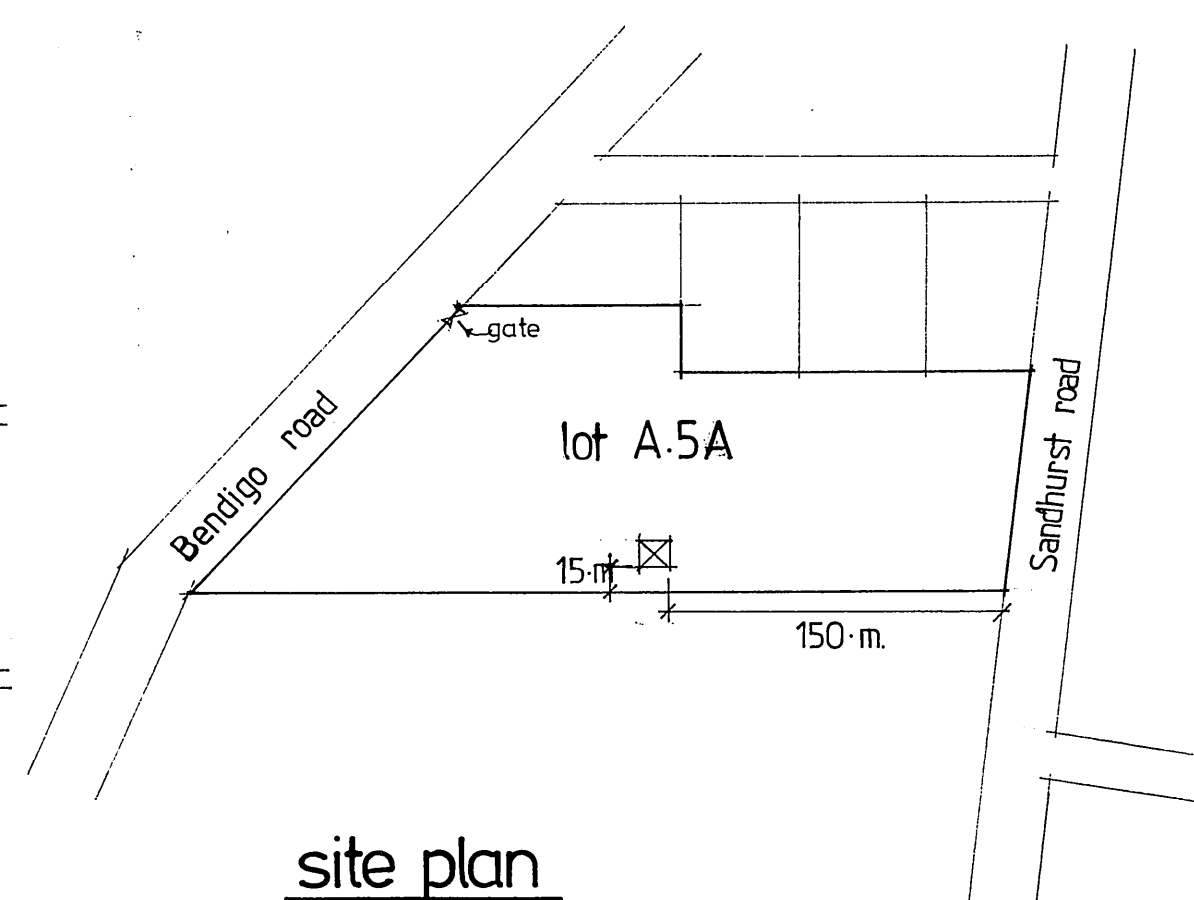 gate
Bendigo road
lot A.5A
Sandhurst road
15·m
150·m.
site plan